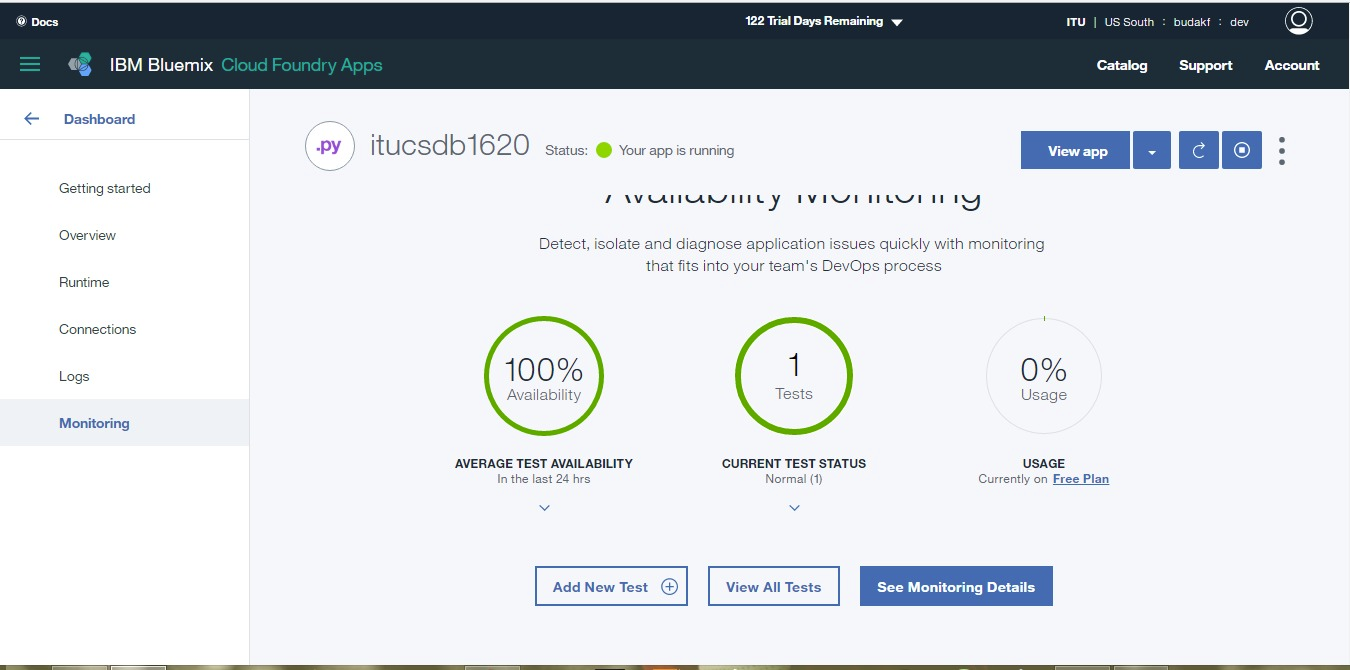 Docs
122 Trial Days Remaining
ITU | US South : budakf : dev
IBM Bluemix Cloud Foundry Apps
Catalog Support Account
Dashboard
Getting started
Overview
Runtime
Connections
Logs
Monitoring
.py itucsdb1620 Status: Your app is running
View app
Availability Monitoring
Detect, isolate and diagnose application issues quickly with monitoring
that fits into your team's DevOps process
100%
Availability
AVERAGE TEST AVAILABILITY
In the last 24 hrs
1
Tests
CURRENT TEST STATUS
Normal (1)
0%
Usage
USAGE
Currently on Free Plan
Add New Test
View All Tests
See Monitoring Details